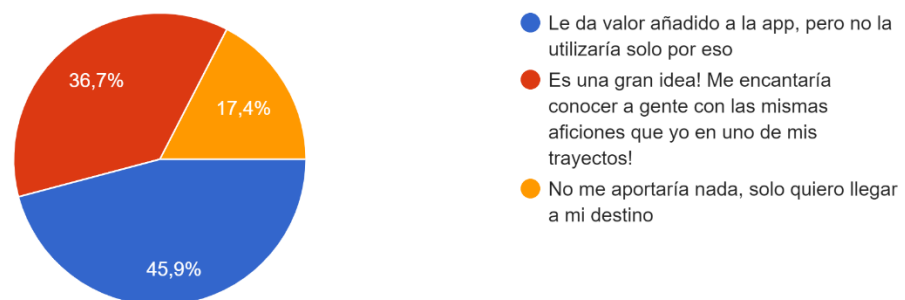 36,7%
17,4%
45,9%
Le da valor añadido a la app, pero no la
utilizaría solo por eso
Es una gran idea! Me encantaría
conocer a gente con las mismas
aficiones que yo en uno de mis
trayectos!
No me aportaría nada, solo quiero llegar
a mi destino